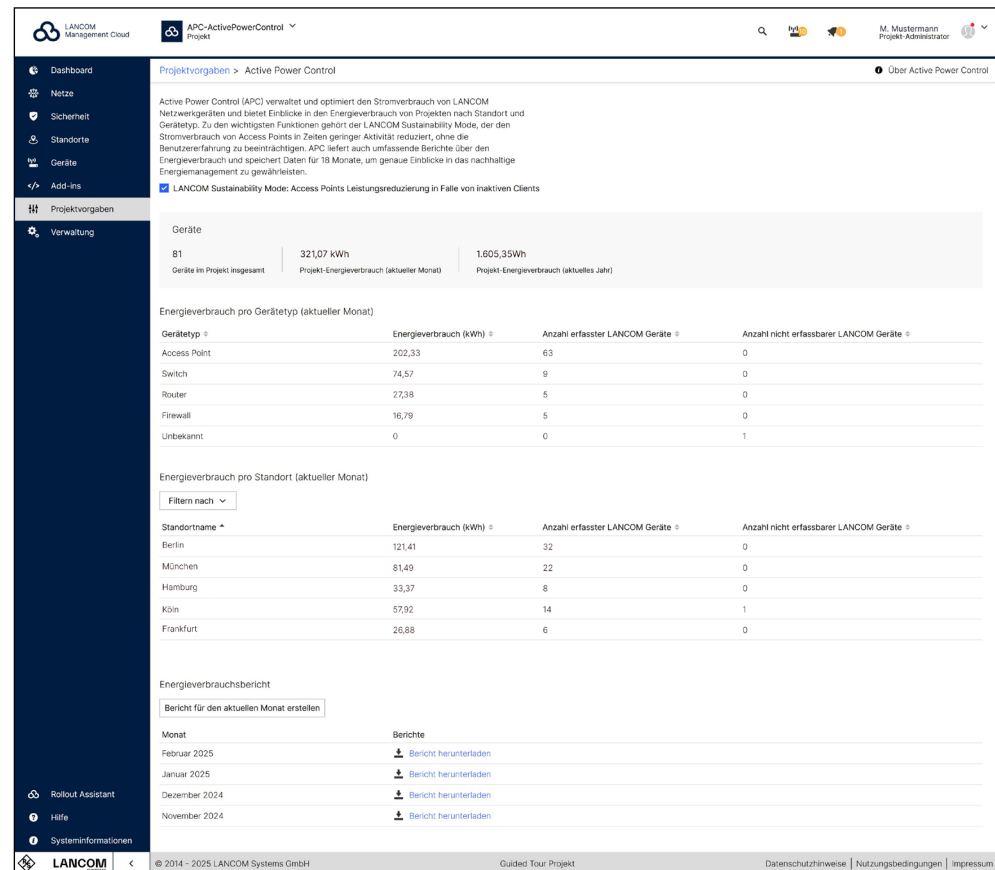 LANCOM
Management Cloud
APC-ActivePowerControl
Projekt
M. Mustermann
Projekt-Administrator
Dashboard
Netze
Sicherheit
Standorte
Geräte
Add-ins
Projektvorgaben
Verwaltung
Projektvorgaben > Active Power Control
Über Active Power Control
Active Power Control (APC) verwaltet und optimiert den Stromverbrauch von LANCOM
Netzwerkgeräten und bietet Einblicke in den Energieverbrauch von Projekten nach Standort und
Gerätetyp. Zu den wichtigsten Funktionen gehört der LANCOM Sustainability Mode, der den
Stromverbrauch von Access Points in Zeiten geringer Aktivität reduziert, ohne die
Benutzererfahrung zu beeinträchtigen. APC liefert auch umfassende Berichte über den
Energieverbrauch und speichert Daten für 18 Monate, um genaue Einblicke in das nachhaltige
Energiemanagement zu gewährleisten.
LANCOM Sustainability Mode: Access Points Leistungsreduzierung in Falle von inaktiven Clients
Geräte
81 321,07 kWh 1.605,35Wh
Geräte im Projekt insgesamt Projekt-Energieverbrauch (aktueller Monat) Projekt-Energieverbrauch (aktuelles Jahr)
Energieverbrauch pro Gerätetyp (aktueller Monat)
Gerätetyp Energieverbrauch (kWh) Anzahl erfasster LANCOM Geräte Anzahl nicht erfassbarer LANCOM Geräte
Access Point 202,33 63 0
Switch 74,57 9 0
Router 27,38 5 0
Firewall 16,79 5 0
Unbekannt 0 0 1
Energieverbrauch pro Standort (aktueller Monat)
Filtern nach
Standortname Energieverbrauch (kWh) Anzahl erfasster LANCOM Geräte Anzahl nicht erfassbarer LANCOM Geräte
Berlin 121,41 32 0
München 81,49 22 0
Hamburg 33,37 8 0
Köln 57,92 14 1
Frankfurt 26,88 6 0
Energieverbrauchsbericht
Bericht für den aktuellen Monat erstellen
Monat Berichte
Februar 2025 Bericht herunterladen
Januar 2025 Bericht herunterladen
Dezember 2024 Bericht herunterladen
November 2024 Bericht herunterladen
Rollout Assistant
Hilfe
Systeminformationen
LANCOM
© 2014 - 2025 LANCOM Systems GmbH Guided Tour Projekt Datenschutzhinweise | Nutzungsbedingungen | Impressum